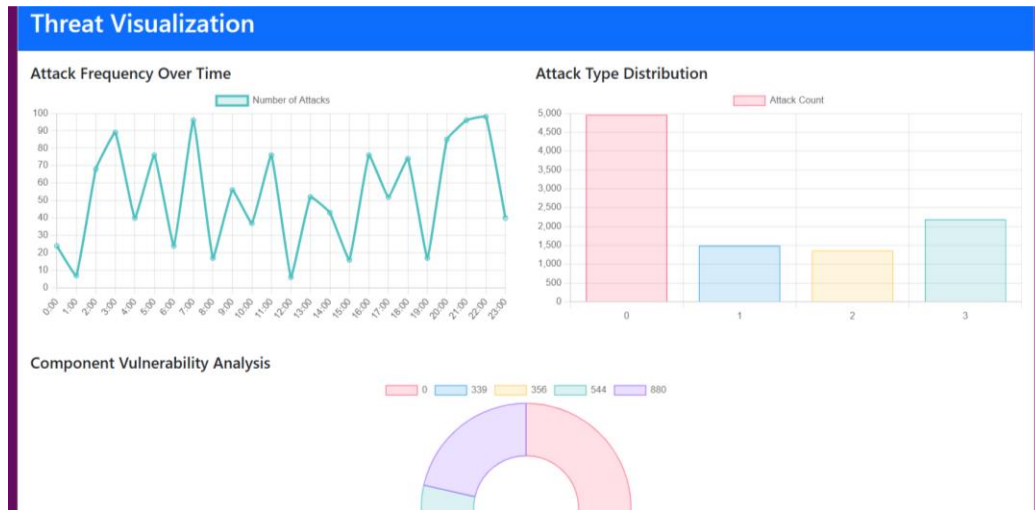 Threat Visualization
Attack Frequency Over Time
Number of Attacks
100
90
80
70
60
50
40
30
20
10
0
0:00 1:00 2:00 3:00 4:00 5:00 6:00 7:00 8:00 9:00 10:00 11:00 12:00 13:00 14:00 15:00 16:00 17:00 18:00 19:00 20:00 21:00 22:00 23:00
Attack Type Distribution
Attack Count
5,000
4,500
4,000
3,500
3,000
2,500
2,000
1,500
1,000
500
0
0 1 2 3
Component Vulnerability Analysis
0 339 356 544 880